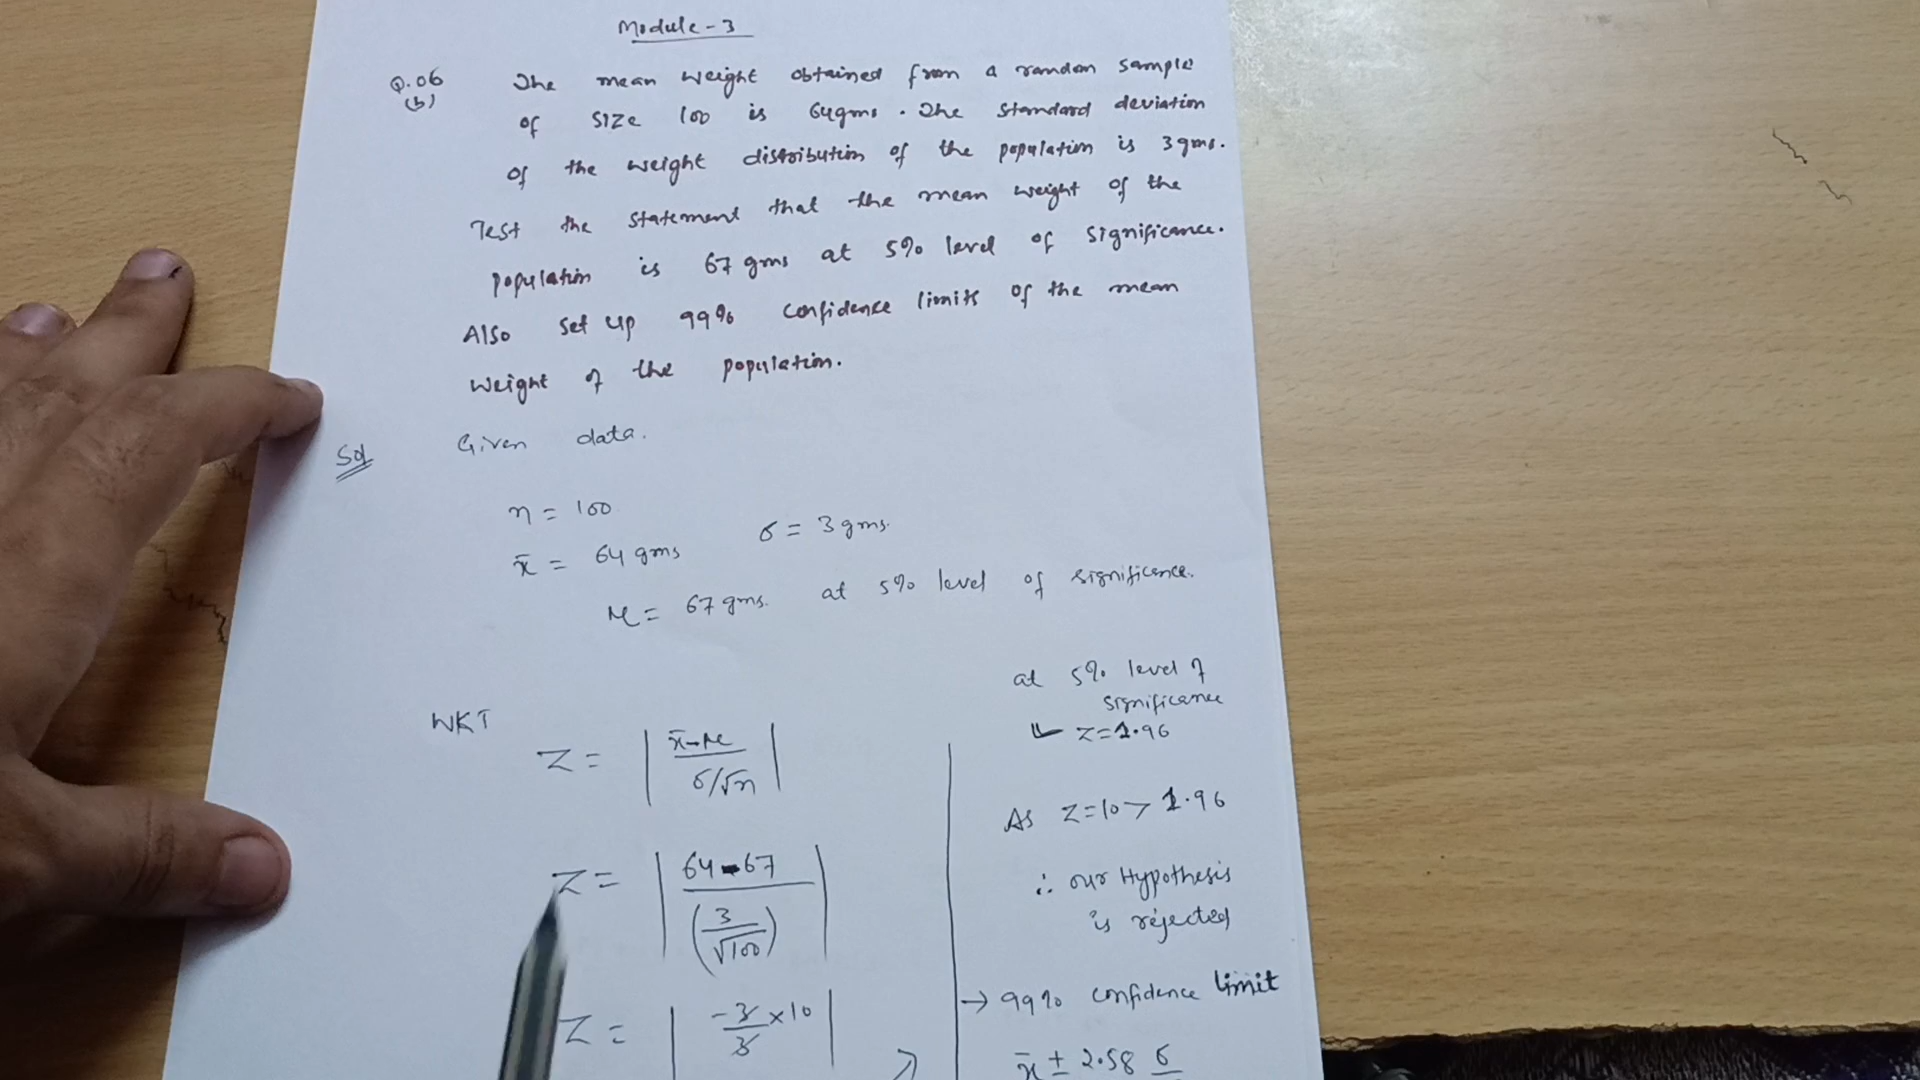 Module - 3
Q.06 The mean weight obtained from a random sample
(b)
of size 100 is 64gms. The standard deviation
of the weight distribution of the population is 3gms.
Test the statement that the mean weight of the
population is 67 gms at 5% level of significance.
Also set up 99% confidence limits of the mean
weight of the population.
Sol Given data.
n = 100
x̄ = 64 gms σ = 3 gms.
μ = 67 gms. at 5% level of significance.
WKT
Z = | (x̄-μ)/(σ/√n) |
Z = | (64-67)/(3/√100) |
Z = | -3/3 × 10 |
at 5% level of
significance
z=1.96
As z=10 > 1.96
∴ our Hypothesis
is rejected
→ 99% confidence limit
x̄ ± 2.58 σ